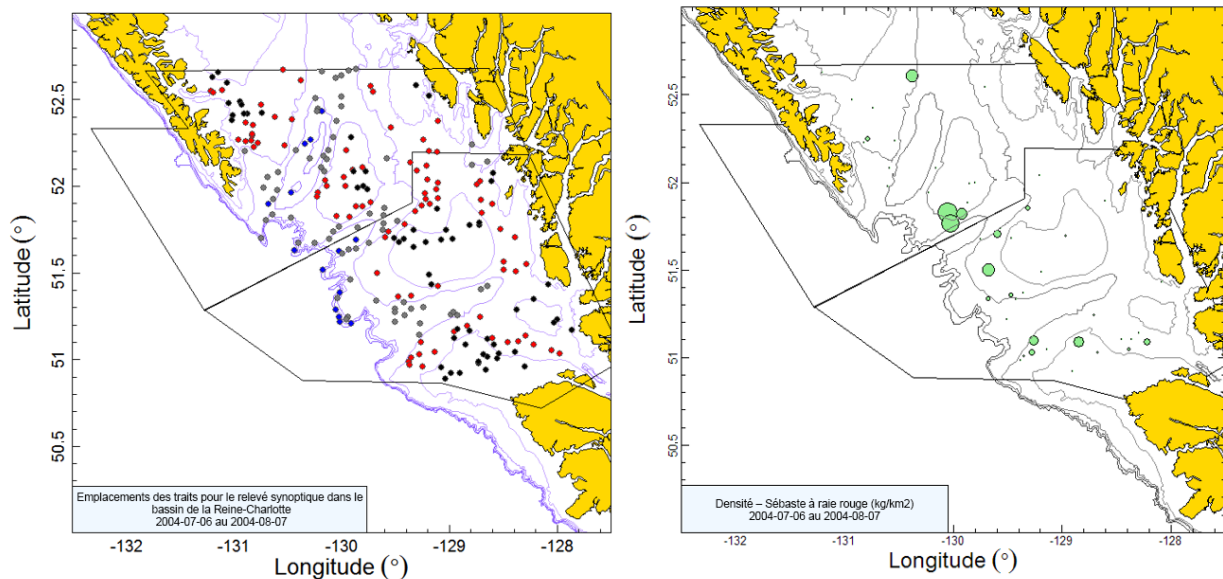 52.5
52
51.5
51
50.5
Latitude (°)
-132
-131
-130
-129
-128
Longitude (°)
Emplacements des traits pour le relevé synoptique dans le
bassin de la Reine-Charlotte
2004-07-06 au 2004-08-07
52.5
52
51.5
51
50.5
Latitude (°)
-132
-131
-130
-129
-128
Longitude (°)
Densité – Sébaste à raie rouge (kg/km2)
2004-07-06 au 2004-08-07